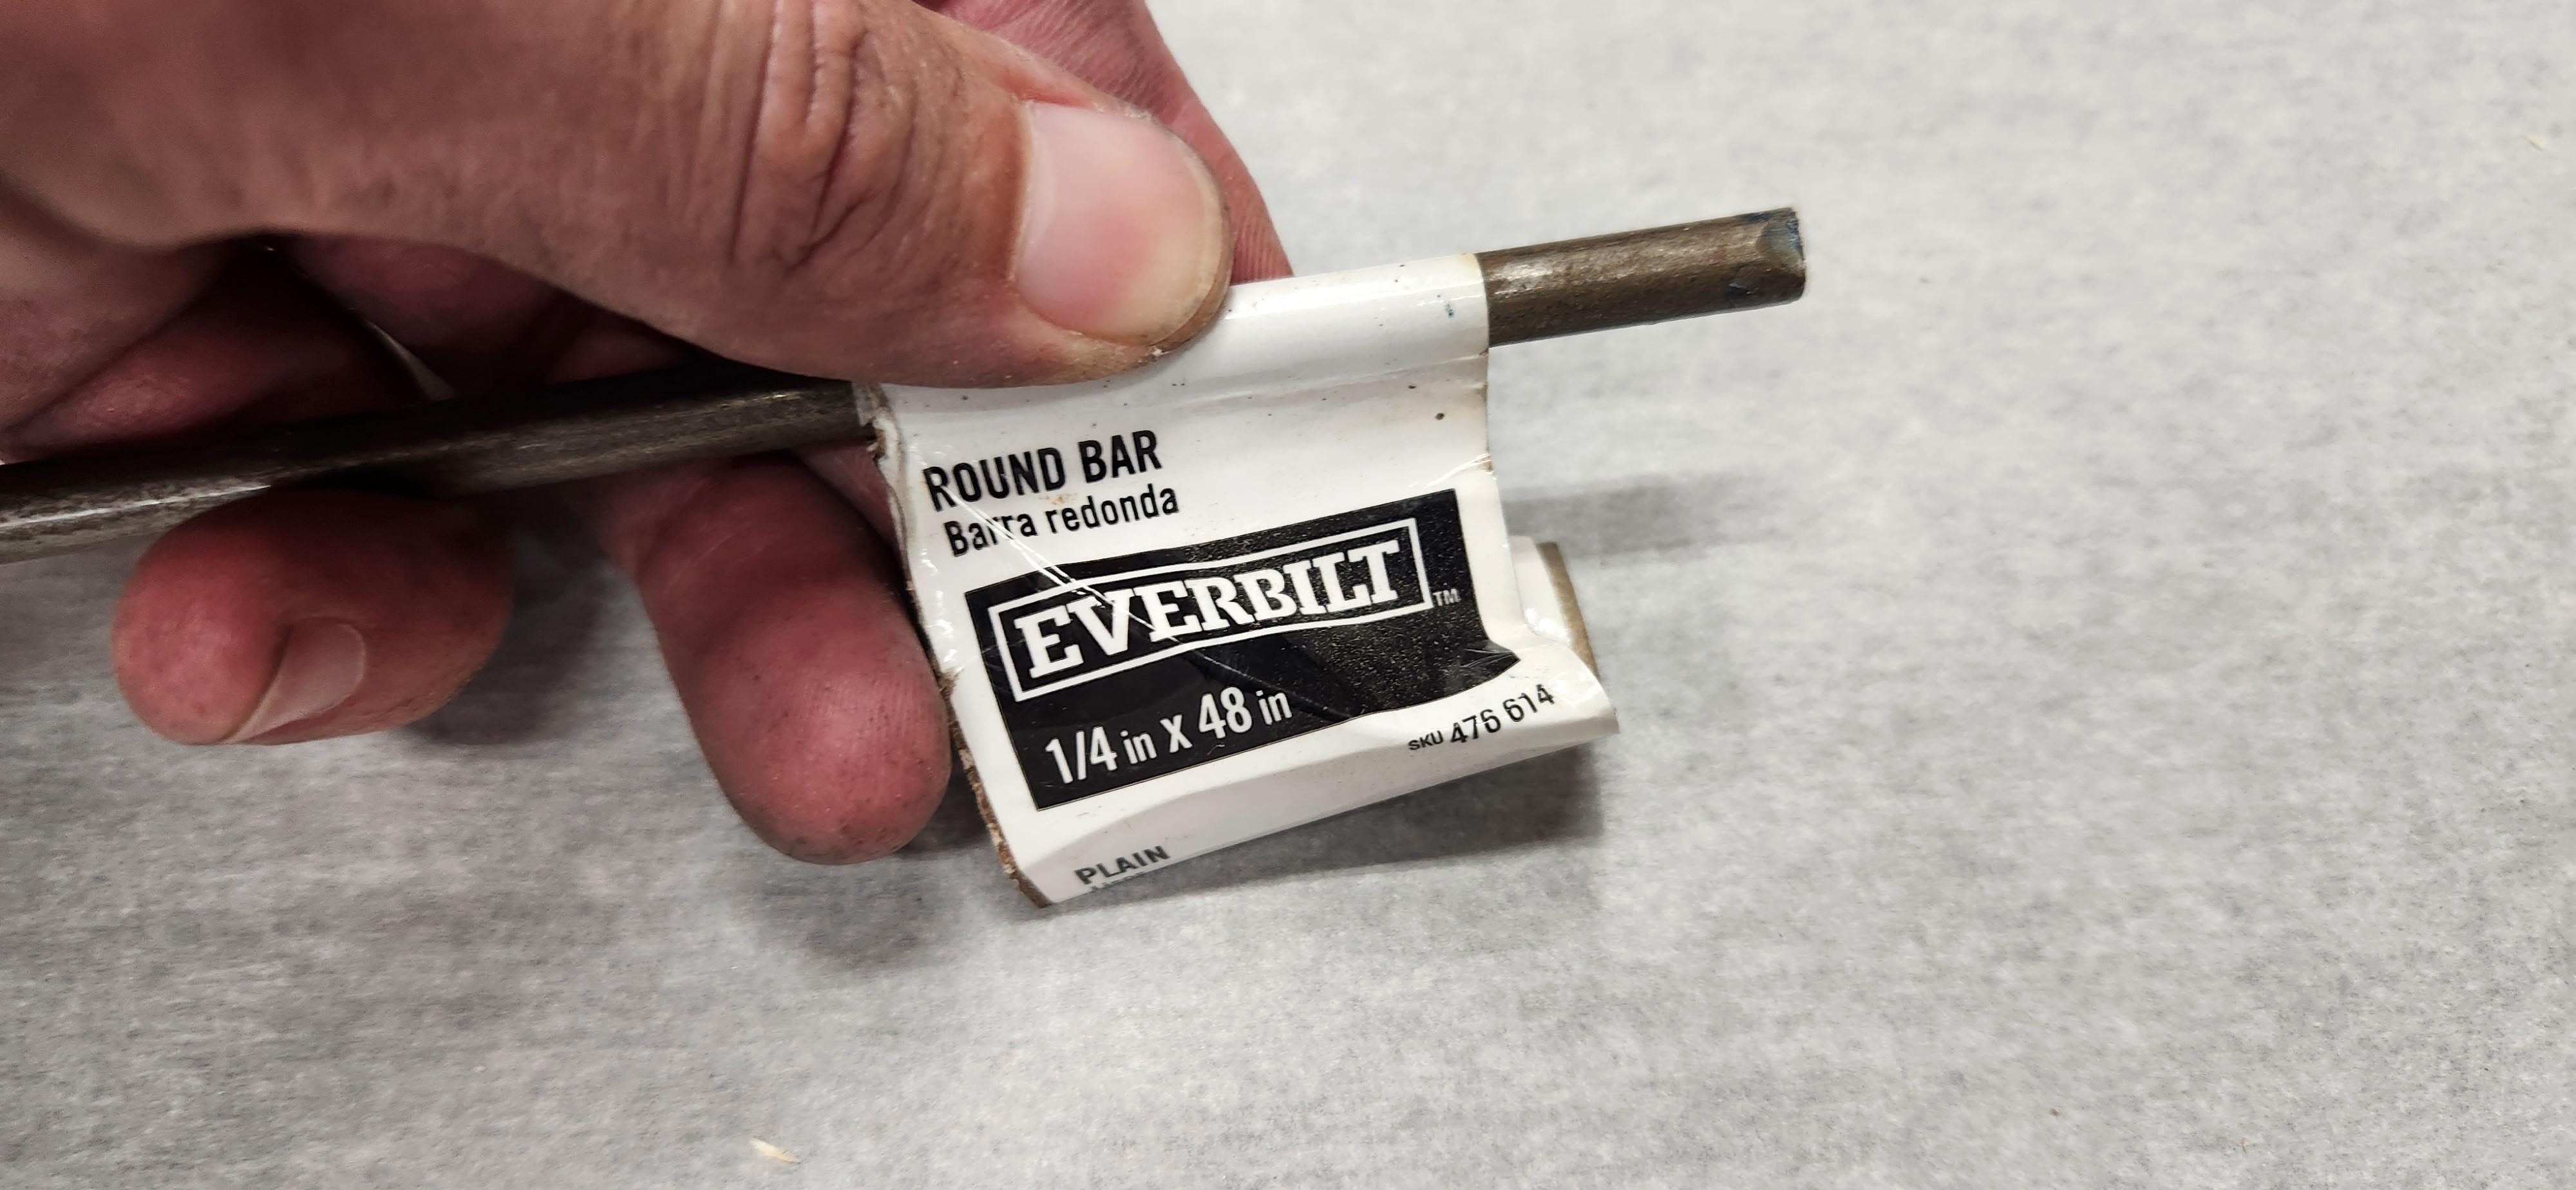 ROUND BAR
Barra redonda
EVERBILT™
1/4 in X 48 in
SKU 476 614
PLAIN